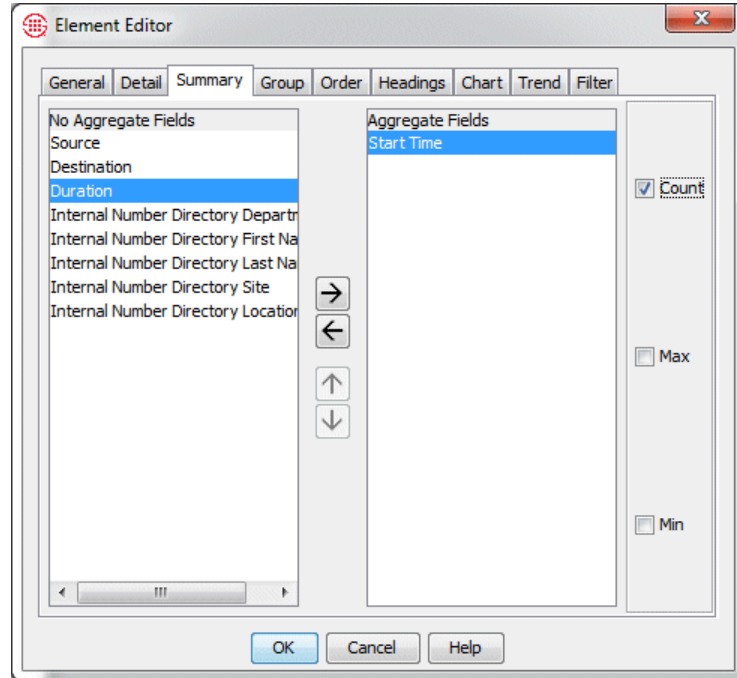 Element Editor
General Detail Summary Group Order Headings Chart Trend Filter
No Aggregate Fields
Source
Destination
Duration
Internal Number Directory Departn
Internal Number Directory First Na
Internal Number Directory Last Na
Internal Number Directory Site
Internal Number Directory Location
Aggregate Fields
Start Time
Count
Max
Min
OK Cancel Help